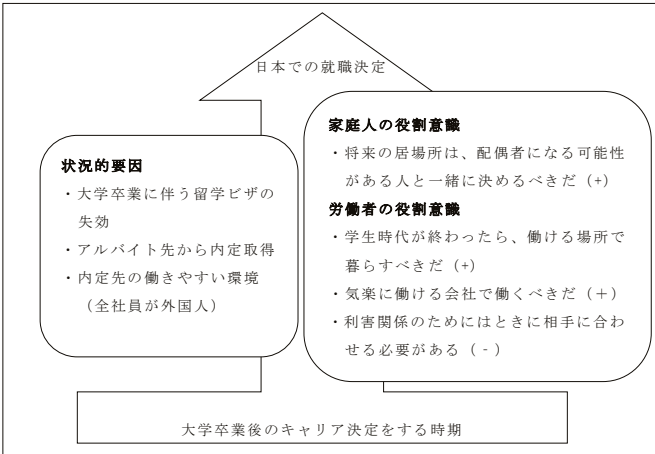 日本での就職決定
状況的要因
・大学卒業に伴う留学ビザの
失効
・アルバイト先から内定取得
・内定先の働きやすい環境
（全社員が外国人）
家庭人の役割意識
・将来の居場所は、配偶者になる可能性
がある人と一緒に決めるべきだ（+）
労働者の役割意識
・学生時代が終わったら、働ける場所で
暮らすべきだ（+）
・気楽に働ける会社で働くべきだ（＋）
・利害関係のためにはときに相手に合わ
せる必要がある（ - ）
大学卒業後のキャリア決定をする時期